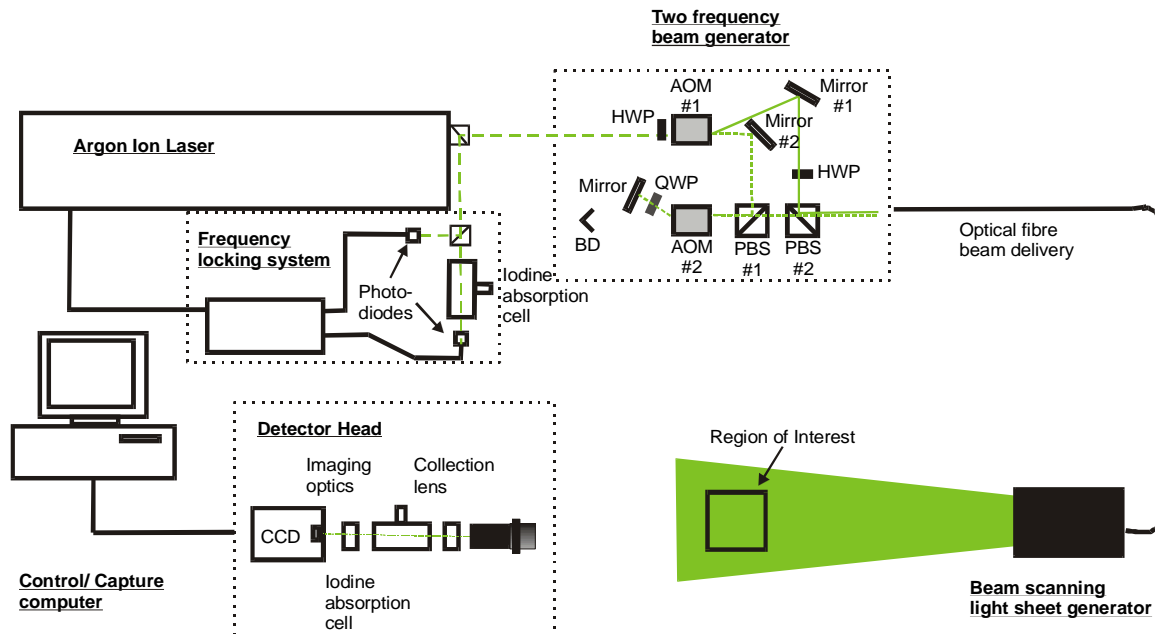 Two frequency
beam generator
Argon Ion Laser
HWP
AOM
#1
Mirror
#1
Mirror
#2
HWP
Mirror
QWP
BD
AOM
#2
PBS
#1
PBS
#2
Optical fibre
beam delivery
Frequency
locking system
Photo-
diodes
Iodine
absorption
cell
Detector Head
Imaging
optics
Collection
lens
CCD
Iodine
absorption
cell
Control/ Capture
computer
Region of Interest
Beam scanning
light sheet generator